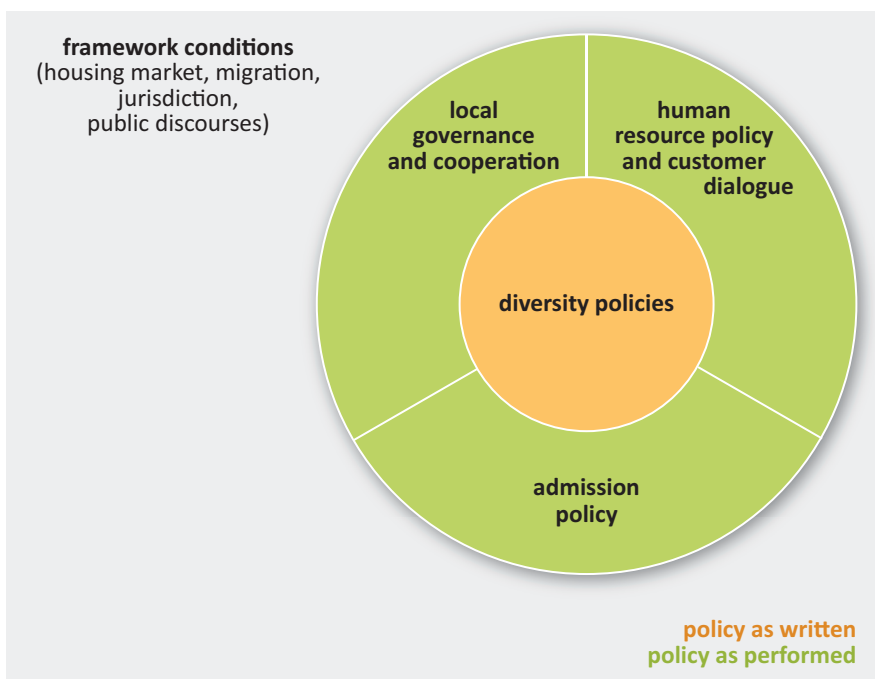 framework conditions
(housing market, migration,
jurisdiction,
public discourses)
local
governance
and cooperation
human
resource policy
and customer
dialogue
diversity policies
admission
policy
policy as written
policy as performed